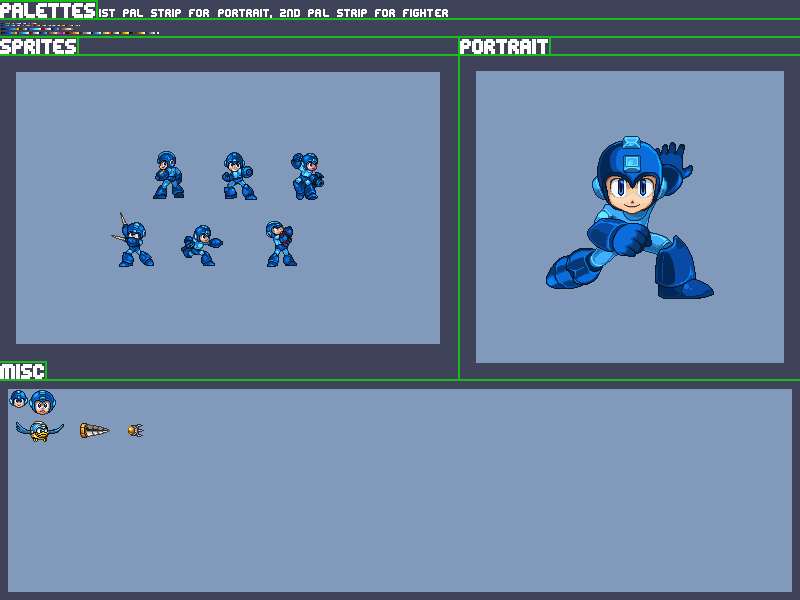 PALETTES 1ST PAL STRIP FOR PORTRAIT, 2ND PAL STRIP FOR FIGHTER
SPRITES
PORTRAIT
MISC